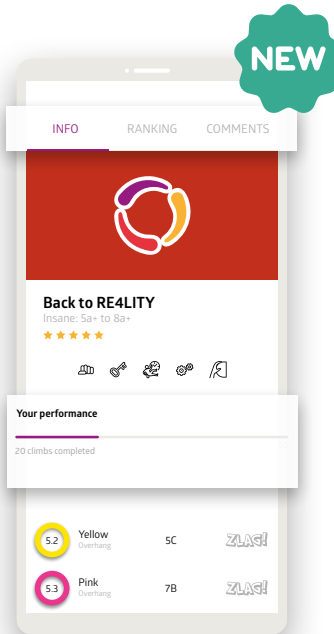 NEW
INFO RANKING COMMENTS
Back to RE4LITY
Insane: 5a+ to 8a+
Your performance
20 climbs completed
5.2 Yellow 5C ZLAG!
Overhang
5.3 Pink 7B ZLAG!
Overhang